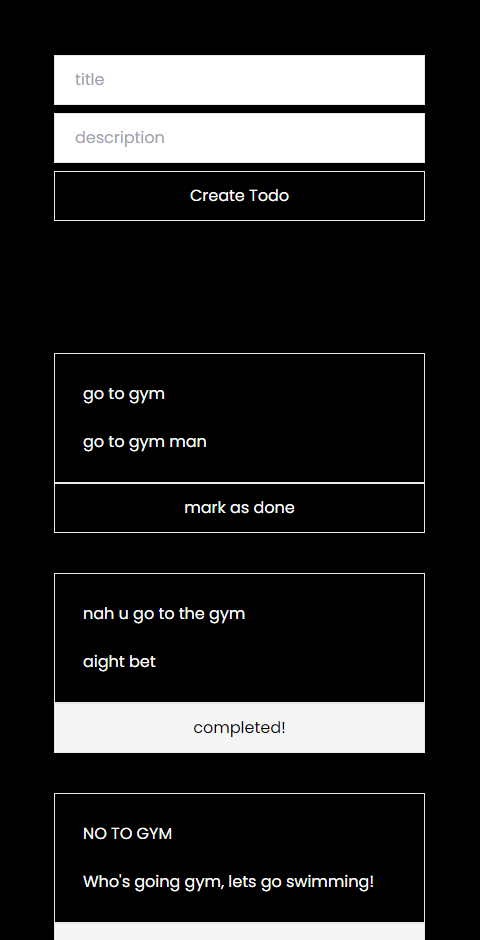 title
description
Create Todo
go to gym
go to gym man
mark as done
nah u go to the gym
aight bet
completed!
NO TO GYM
Who's going gym, lets go swimming!